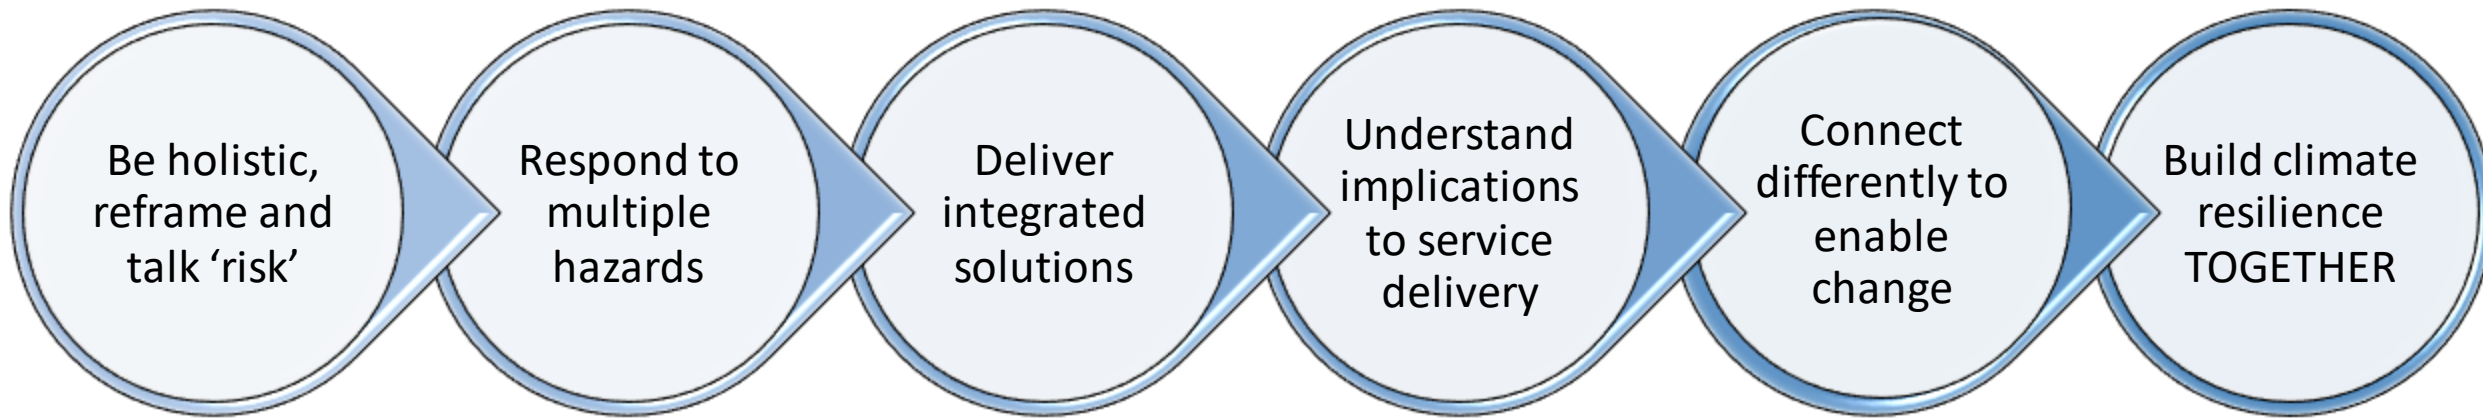 Be holistic,
reframe and
talk ‘risk’
Respond to
multiple
hazards
Deliver
integrated
solutions
Understand
implications
to service
delivery
Connect
differently to
enable
change
Build climate
resilience
TOGETHER